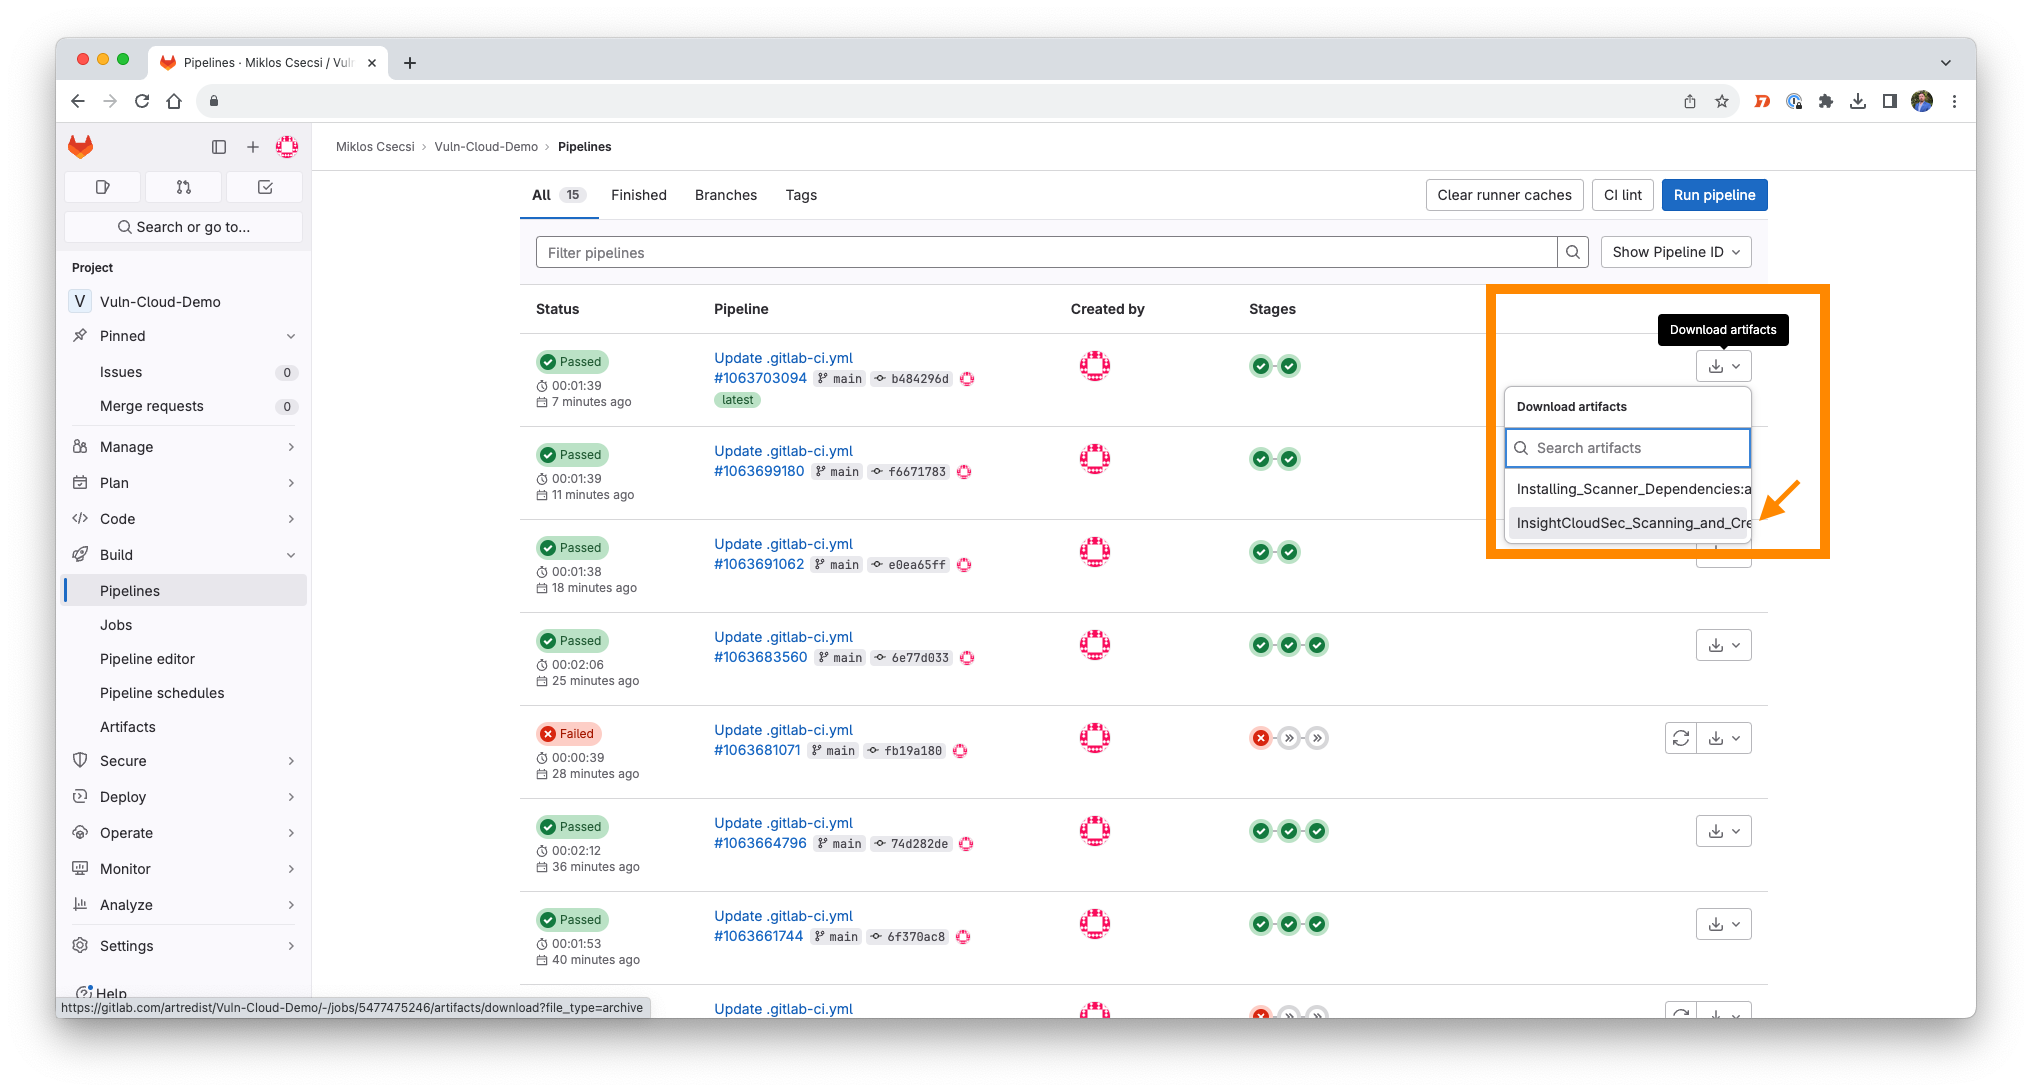 Pipelines · Miklos Csecsi / Vuln
Miklos Csecsi › Vuln-Cloud-Demo › Pipelines
Search or go to...
Project
V Vuln-Cloud-Demo
Pinned
Issues 0
Merge requests 0
Manage
Plan
Code
Build
Pipelines
Jobs
Pipeline editor
Pipeline schedules
Artifacts
Secure
Deploy
Operate
Monitor
Analyze
Settings
Help
https://gitlab.com/artredist/Vuln-Cloud-Demo/-/jobs/5477475246/artifacts/download?file_type=archive
All 15 Finished Branches Tags
Clear runner caches CI lint Run pipeline
Filter pipelines Show Pipeline ID
Status Pipeline Created by Stages
Passed
00:01:39
7 minutes ago
Update .gitlab-ci.yml
#1063703094 main b484296d
latest
Download artifacts
Download artifacts
Search artifacts
Installing_Scanner_Dependencies:a
InsightCloudSec_Scanning_and_Cre
Passed
00:01:39
11 minutes ago
Update .gitlab-ci.yml
#1063699180 main f6671783
Passed
00:01:38
18 minutes ago
Update .gitlab-ci.yml
#1063691062 main e0ea65ff
Passed
00:02:06
25 minutes ago
Update .gitlab-ci.yml
#1063683560 main 6e77d033
Failed
00:00:39
28 minutes ago
Update .gitlab-ci.yml
#1063681071 main fb19a180
Passed
00:02:12
36 minutes ago
Update .gitlab-ci.yml
#1063664796 main 74d282de
Passed
00:01:53
40 minutes ago
Update .gitlab-ci.yml
#1063661744 main 6f370ac8
Update .gitlab-ci.yml